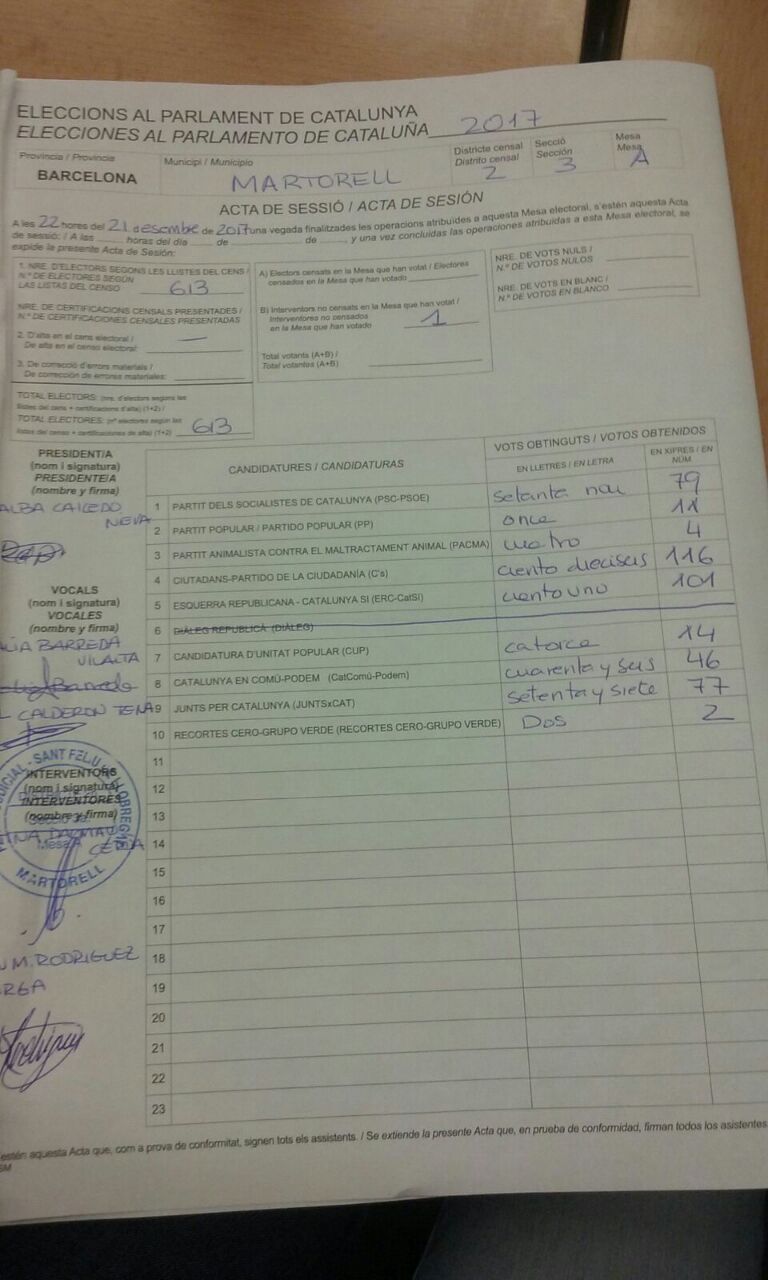 ELECCIONS AL PARLAMENT DE CATALUNYA
ELECCIONES AL PARLAMENTO DE CATALUÑA 2017
Província / Provincia
BARCELONA
Municipi / Municipio
MARTORELL
Districte censal
Distrito censal
2
Secció
Sección
3
Mesa
Mesa
A
ACTA DE SESSIÓ / ACTA DE SESIÓN
A les 22 hores del 21 desembre de 2017 una vegada finalitzades les operacions atribuïdes a aquesta Mesa electoral, s'estén aquesta Acta
de sessió: / A las ........ horas del día ........ de ........ de ........, y una vez concluidas las operaciones atribuidas a esta Mesa electoral, se
expide la presente Acta de Sesión:
1. NRE. D'ELECTORS SEGONS LES LLISTES DEL CENS /
N.º DE ELECTORES SEGÚN
LAS LISTAS DEL CENSO 613
NRE. DE CERTIFICACIONS CENSALS PRESENTADES /
N.º DE CERTIFICACIONES CENSALES PRESENTADAS
2. D'alta en el cens electoral /
De alta en el censo electoral: —
3. De correcció d'errors materials /
De corrección de errores materiales:
TOTAL ELECTORS: (nre. d'electors segons les
llistes del cens + certificacions d'alta) (1+2) /
TOTAL ELECTORES: (nº electores según las
listas del censo + certificaciones de alta) (1+2) 613
A) Electors censats en la Mesa que han votat / Electores
censados en la Mesa que han votado
B) Interventors no censats en la Mesa que han votat /
Interventores no censados
en la Mesa que han votado 1
Total votants (A+B) /
Total votantes (A+B)
NRE. DE VOTS NULS /
N.º DE VOTOS NULOS
NRE. DE VOTS EN BLANC /
N.º DE VOTOS EN BLANCO
CANDIDATURES / CANDIDATURAS
VOTS OBTINGUTS / VOTOS OBTENIDOS
EN LLETRES / EN LETRA
EN XIFRES / EN NÚM.
1 PARTIT DELS SOCIALISTES DE CATALUNYA (PSC-PSOE) setanta nou 79
2 PARTIT POPULAR / PARTIDO POPULAR (PP) once 11
3 PARTIT ANIMALISTA CONTRA EL MALTRACTAMENT ANIMAL (PACMA) cuatro 4
4 CIUTADANS-PARTIDO DE LA CIUDADANÍA (C's) ciento dieciseis 116
5 ESQUERRA REPUBLICANA - CATALUNYA SI (ERC-CatSI) ciento uno 101
6 DIÀLEG REPUBLICÀ (DIÀLEG)
7 CANDIDATURA D'UNITAT POPULAR (CUP) catorce 14
8 CATALUNYA EN COMÚ-PODEM (CatComú-Podem) cuarenta y seis 46
9 JUNTS PER CATALUNYA (JUNTSxCAT) setenta y siete 77
10 RECORTES CERO-GRUPO VERDE (RECORTES CERO-GRUPO VERDE) Dos 2
11
12
13
14
15
16
17
18
19
20
21
22
23
PRESIDENT/A
(nom i signatura)
PRESIDENTE/A
(nombre y firma)
ALBA CAICEDO
NEVA
VOCALS
(nom i signatura)
VOCALES
(nombre y firma)
BARREDA
VILALTA
CALDERON TENA
INTERVENTORS
(nom i signatura)
INTERVENTORES
(nombre y firma)
SANT FELIU
MARTORELL
Mesa
DALMAU
M. RODRIGUEZ
estén aquesta Acta que, com a prova de conformitat, signen tots els assistents. / Se extiende la presente Acta que, en prueba de conformidad, firman todos los asistentes